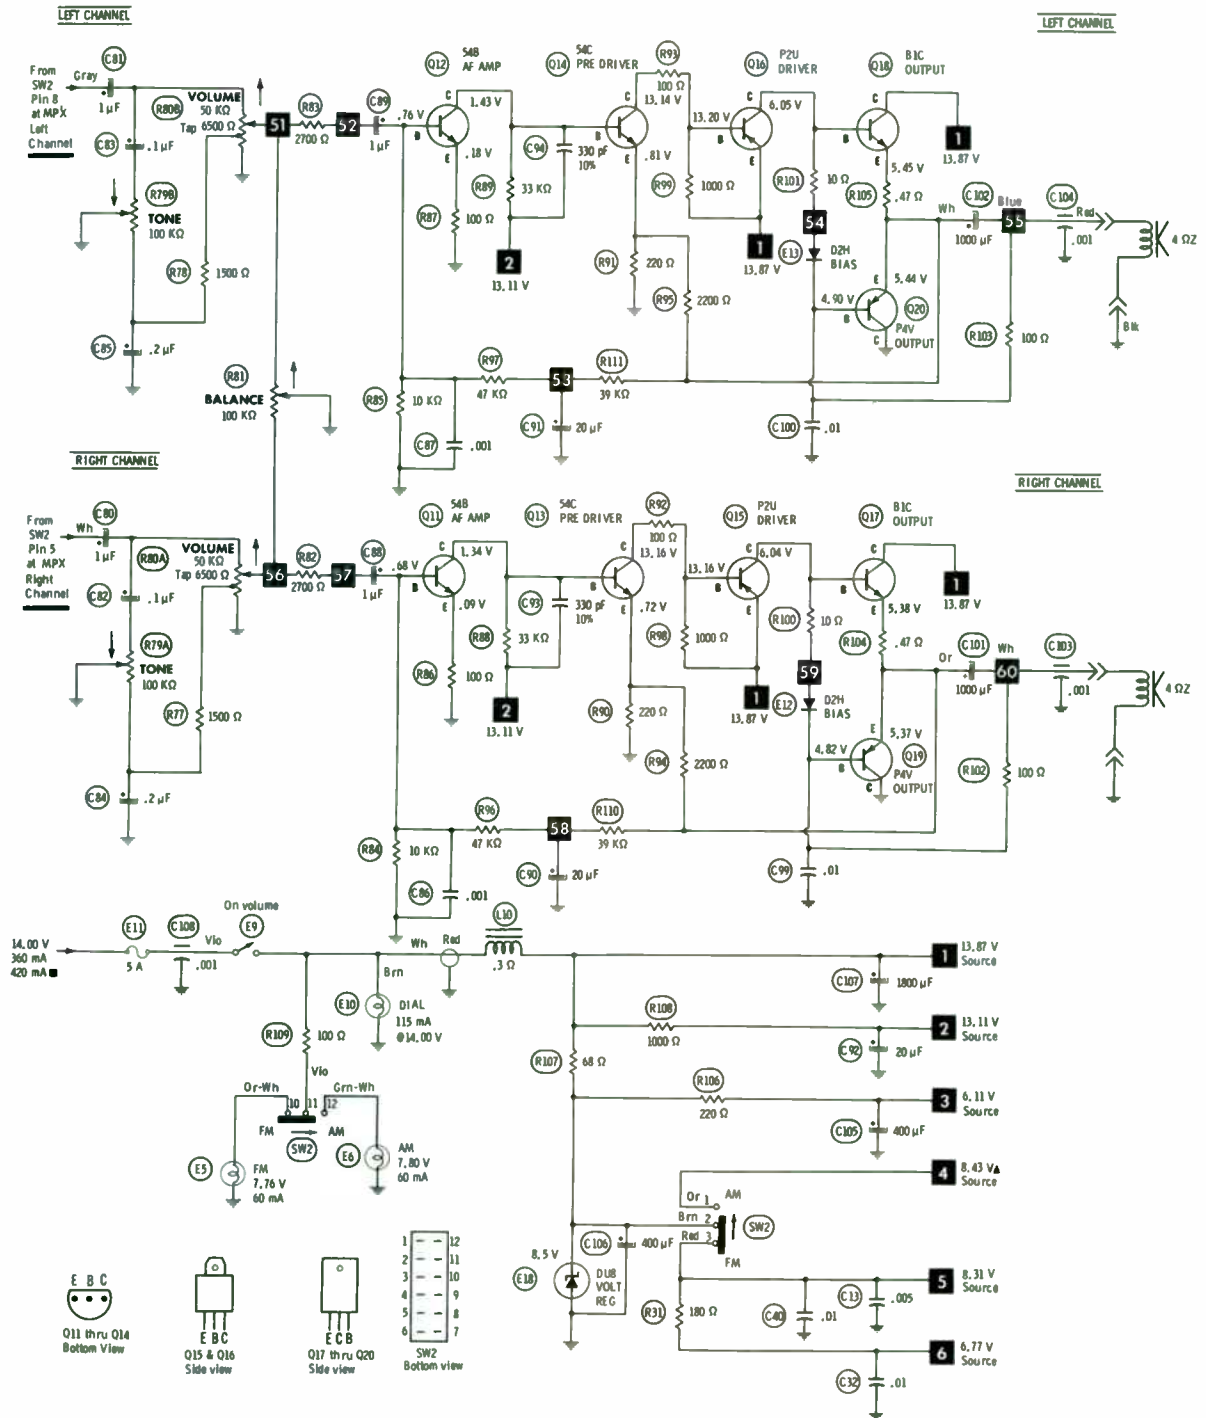 LEFT CHANNEL
LEFT CHANNEL
From
SW2
Pin 8
at MPX
Left
Channel
Gray
C81
1 µF
R80B
VOLUME
50 KΩ
Tap 6500 Ω
C83
.1 µF
R79B
TONE
100 KΩ
R78
1500 Ω
C85
.2 µF
51
R83
2700 Ω
52
C89
1 µF
R81
BALANCE
100 KΩ
Q12
54B
AF AMP
.76 V
B
C
1.43 V
E
.18 V
R87
100 Ω
R89
33 KΩ
C94
330 pF
10%
2
13.11 V
Q14
54C
PRE DRIVER
C
B
E
.81 V
R93
100 Ω
13.14 V
13.20 V
R99
1000 Ω
R91
220 Ω
R95
2200 Ω
Q16
P2U
DRIVER
C
B
E
6.05 V
1
13.87 V
R101
10 Ω
54
E13
D2H
BIAS
Q18
B1C
OUTPUT
C
B
E
1
13.87 V
5.45 V
R105
.47 Ω
E
5.44 V
4.90 V
B
Q20
P4V
OUTPUT
C
Wh
C102
1000 µF
Blue
55
C104
.001
Red
4 ΩZ
Blk
R103
100 Ω
R85
10 KΩ
C87
.001
R97
47 KΩ
53
R111
39 KΩ
C91
20 µF
C100
.01
RIGHT CHANNEL
RIGHT CHANNEL
From
SW2
Pin 5
at MPX
Right
Channel
Wh
C80
1 µF
R80A
VOLUME
50 KΩ
Tap 6500 Ω
C82
.1 µF
R79A
TONE
100 KΩ
R77
1500 Ω
C84
.2 µF
56
R82
2700 Ω
57
C88
1 µF
Q11
54B
AF AMP
.68 V
B
C
1.34 V
E
.09 V
R86
100 Ω
R88
33 KΩ
C93
330 pF
10%
2
13.11 V
Q13
54C
PRE DRIVER
C
B
E
.72 V
R92
100 Ω
13.16 V
13.16 V
R98
1000 Ω
R90
220 Ω
R94
2200 Ω
Q15
P2U
DRIVER
C
B
E
6.04 V
1
13.87 V
R100
10 Ω
59
E12
D2H
BIAS
Q17
B1C
OUTPUT
C
B
E
1
13.87 V
5.38 V
R104
.47 Ω
E
5.37 V
4.82 V
B
Q19
P4V
OUTPUT
C
Or
C101
1000 µF
Wh
60
C103
.001
4 ΩZ
R102
100 Ω
R84
10 KΩ
C86
.001
R96
47 KΩ
58
R110
39 KΩ
C90
20 µF
C99
.01
14.00 V
360 mA
420 mA ■
E11
5 A
C108
.001
Vio
On volume
E9
Wh
Red
L10
.3 Ω
Brn
E10
DIAL
115 mA
@14.00 V
R109
100 Ω
Vio
Or-Wh
Grn-Wh
10
11
12
FM
AM
SW2
E5
FM
7.76 V
60 mA
E6
AM
7.80 V
60 mA
1
13.87 V
Source
C107
1800 µF
R108
1000 Ω
2
13.11 V
Source
C92
20 µF
R107
68 Ω
R106
220 Ω
3
6.11 V
Source
C105
400 µF
4
8.43 V▲
Source
Or 1
AM
Brn 2
SW2
Red 3
FM
8.5 V
E18
DU8
VOLT
REG
C106
400 µF
5
8.31 V
Source
R31
180 Ω
C40
.01
C13
.005
6
6.77 V
Source
C32
.01
E B C
Q11 thru Q14
Bottom View
E B C
Q15 & Q16
Side view
E C B
Q17 thru Q20
Side view
1 12
2 11
3 10
4 9
5 8
6 7
SW2
Bottom view